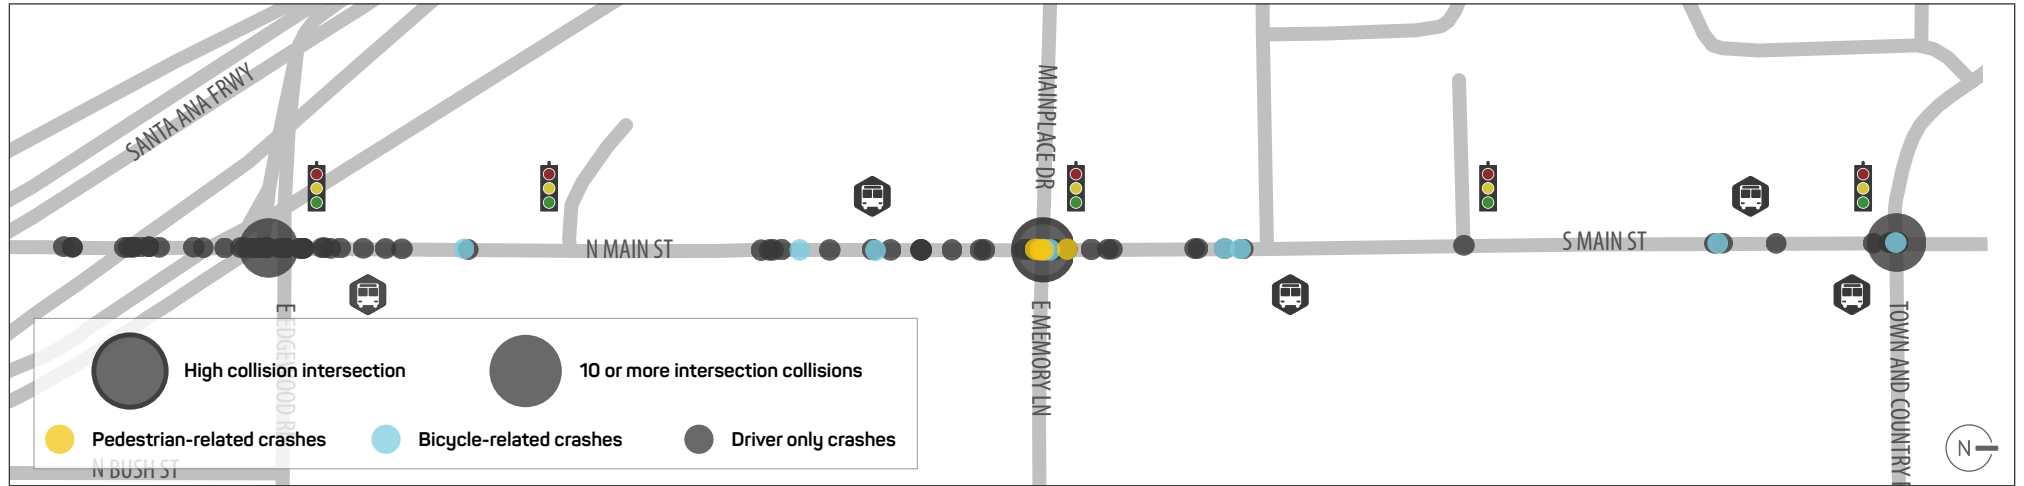 SANTA ANA FRWY
MAINPLACE DR
N MAIN ST
S MAIN ST
E EDGEWOOD R
E MEMORY LN
TOWN AND COUNTRY
High collision intersection
10 or more intersection collisions
Pedestrian-related crashes
Bicycle-related crashes
Driver only crashes
N BUSH ST
N